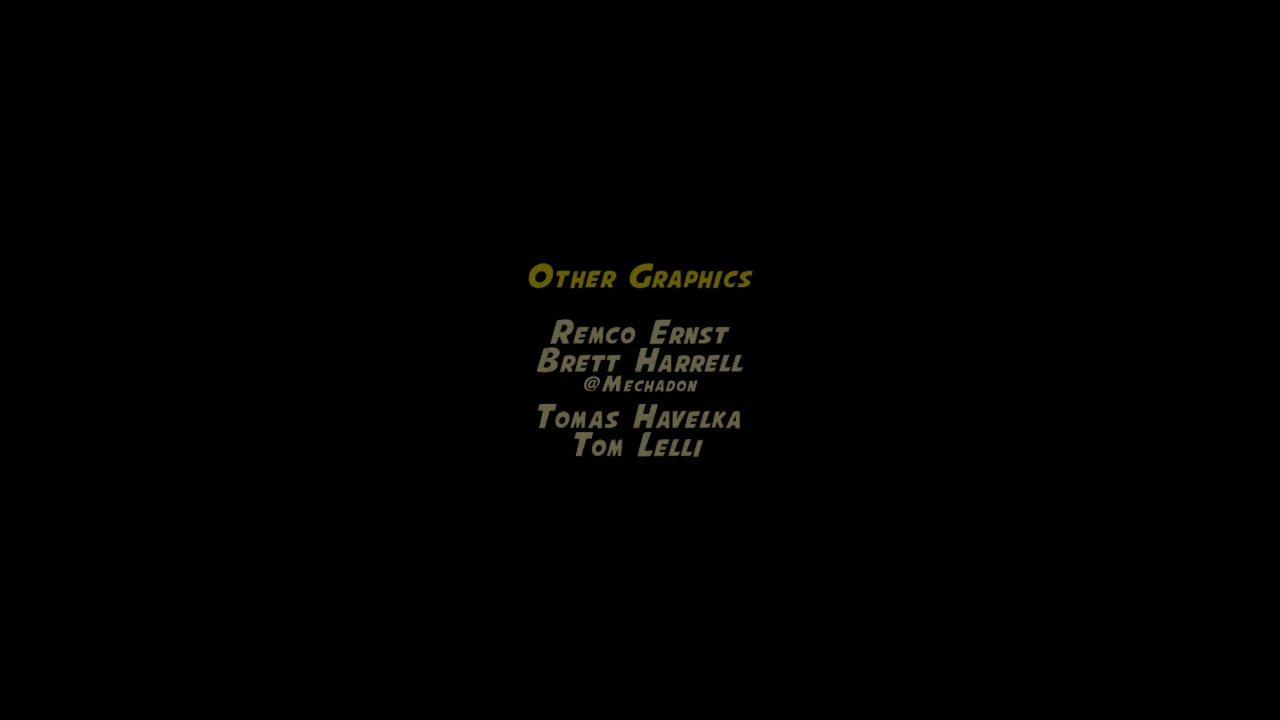 Other Graphics
Remco Ernst
Brett Harrell
@Mechadon
Tomas Havelka
Tom Lelli